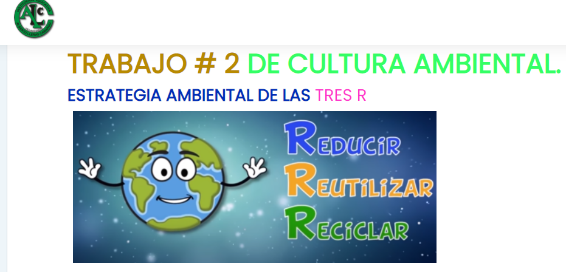 TRABAJO # 2 DE CULTURA AMBIENTAL.
ESTRATEGIA AMBIENTAL DE LAS TRES R
REDUCIR
REUTILIZAR
RECICLAR